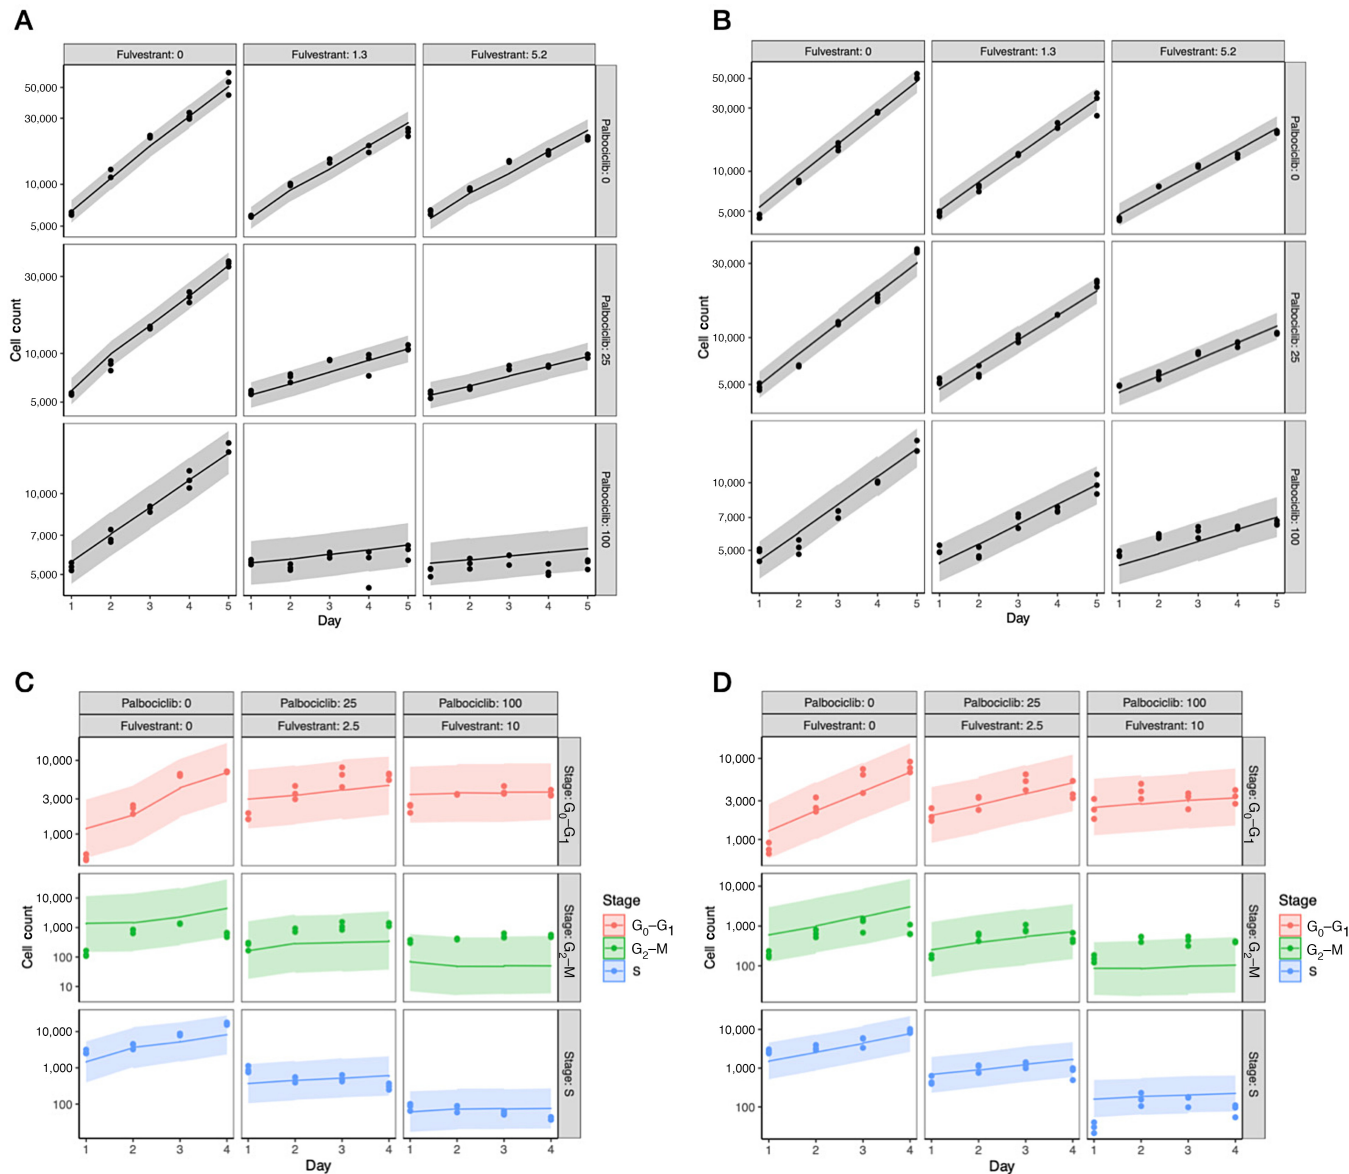 A
Fulvestrant: 0
Fulvestrant: 1.3
Fulvestrant: 5.2
50,000
30,000
10,000
5,000
Palbociclib: 0
30,000
10,000
5,000
Palbociclib: 25
10,000
7,000
5,000
Palbociclib: 100
Cell count
1 2 3 4 5
1 2 3 4 5
1 2 3 4 5
Day
B
Fulvestrant: 0
Fulvestrant: 1.3
Fulvestrant: 5.2
50,000
30,000
10,000
5,000
Palbociclib: 0
30,000
10,000
5,000
Palbociclib: 25
10,000
7,000
5,000
Palbociclib: 100
Cell count
1 2 3 4 5
1 2 3 4 5
1 2 3 4 5
Day
C
Palbociclib: 0
Palbociclib: 25
Palbociclib: 100
Fulvestrant: 0
Fulvestrant: 2.5
Fulvestrant: 10
10,000
3,000
1,000
Stage: G0–G1
10,000
1,000
100
10
Stage: G2–M
10,000
1,000
100
Stage: S
Cell count
1 2 3 4
1 2 3 4
1 2 3 4
Day
Stage
G0–G1
G2–M
S
D
Palbociclib: 0
Palbociclib: 25
Palbociclib: 100
Fulvestrant: 0
Fulvestrant: 2.5
Fulvestrant: 10
10,000
3,000
1,000
Stage: G0–G1
10,000
1,000
100
Stage: G2–M
10,000
1,000
100
Stage: S
Cell count
1 2 3 4
1 2 3 4
1 2 3 4
Day
Stage
G0–G1
G2–M
S